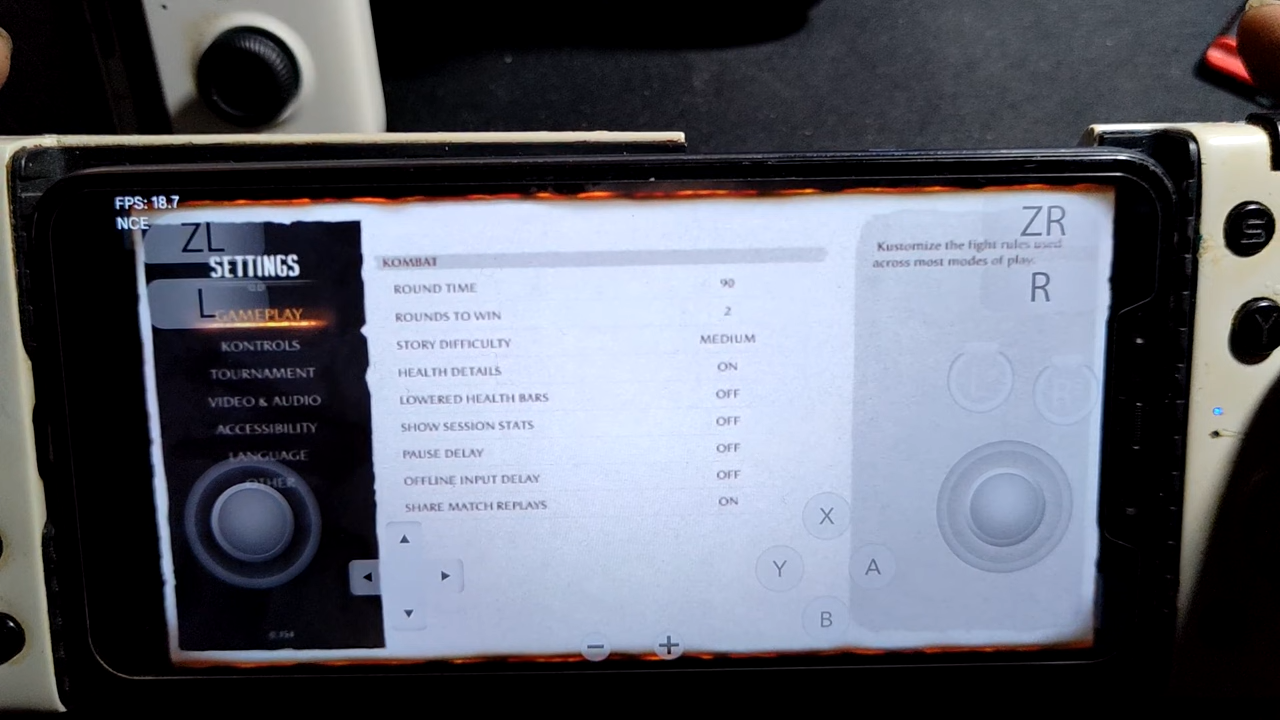 FPS: 18.7
NCE
ZL
L
SETTINGS
GAMEPLAY
KONTROLS
TOURNAMENT
VIDEO & AUDIO
ACCESSIBILITY
LANGUAGE
OTHER
KOMBAT
ROUND TIME 90
ROUNDS TO WIN 2
STORY DIFFICULTY MEDIUM
HEALTH DETAILS ON
LOWERED HEALTH BARS OFF
SHOW SESSION STATS OFF
PAUSE DELAY OFF
OFFLINE INPUT DELAY OFF
SHARE MATCH REPLAYS ON
Kustomize the fight rules used
across most modes of play.
ZR
R
L
R
X
Y
A
B
− +
S
Y